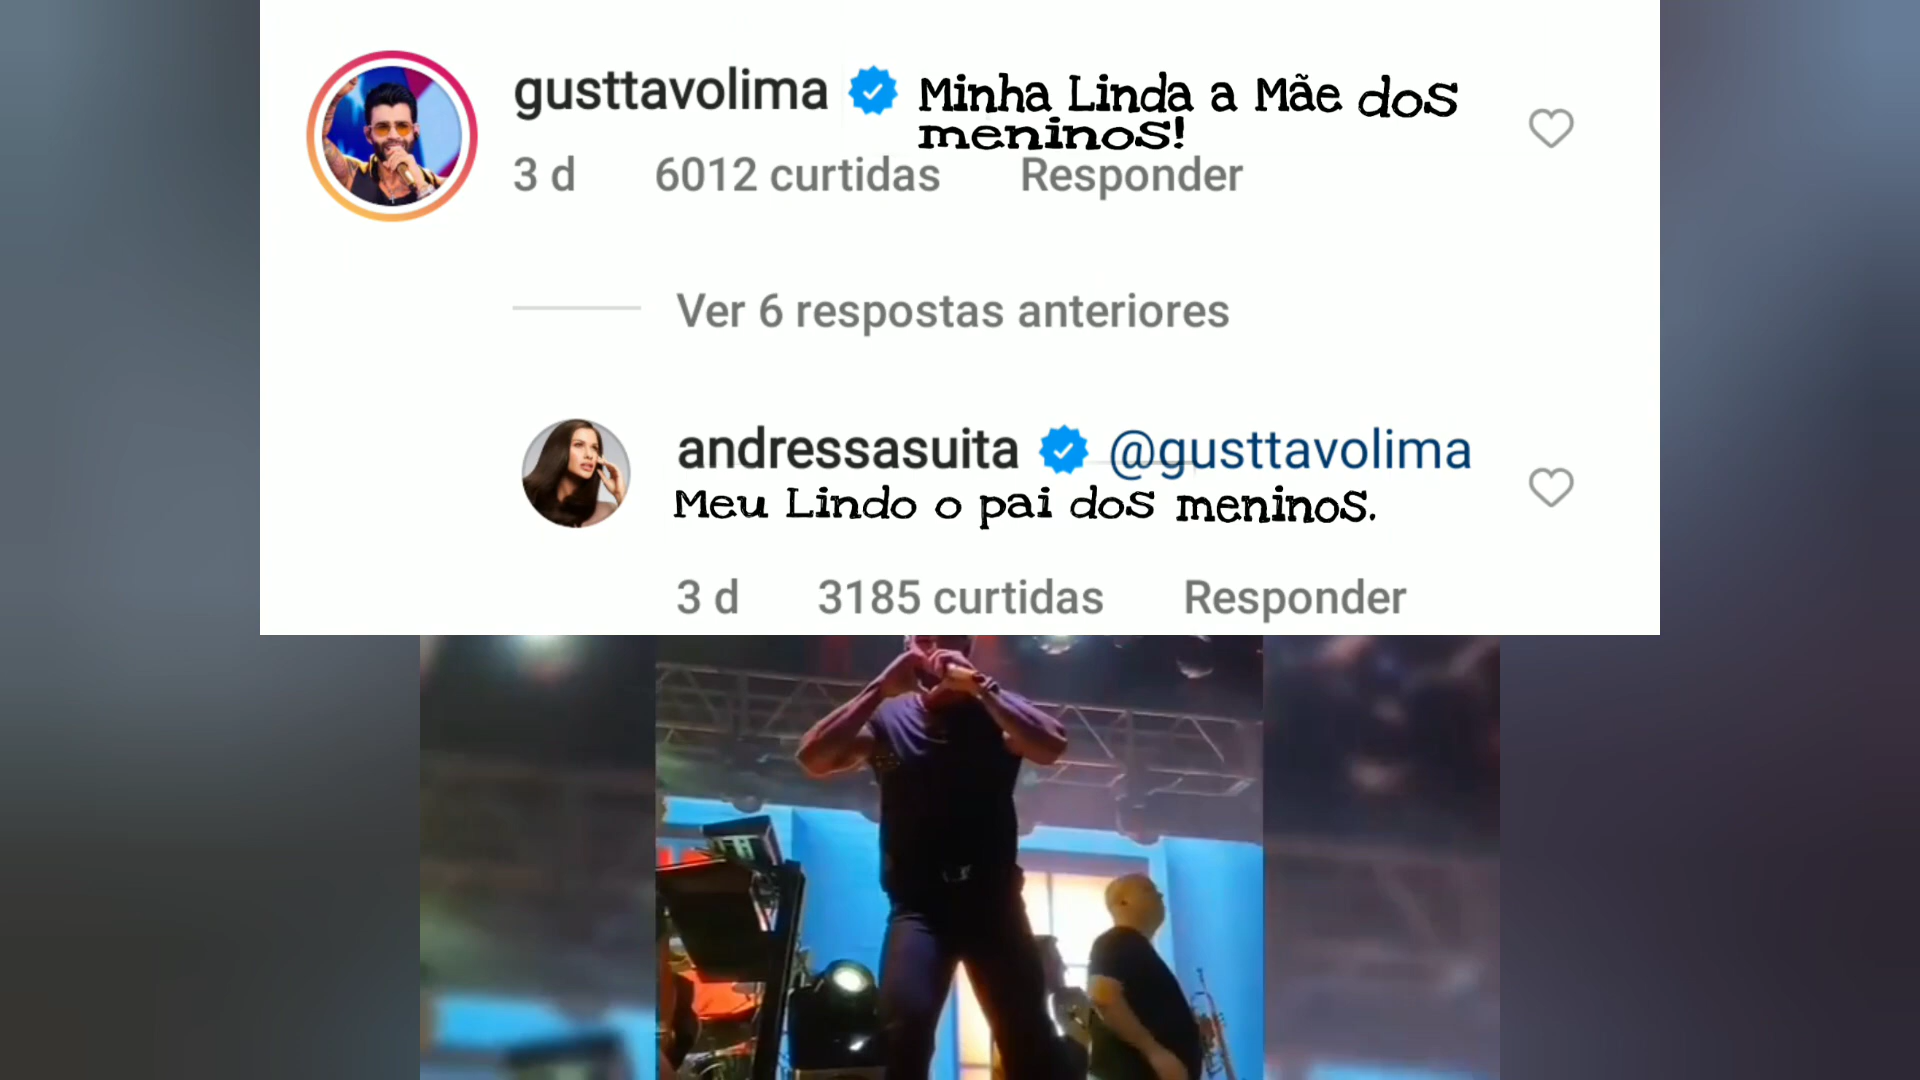 gusttavolima Minha Linda a Mãe dos
meninos!
3 d 6012 curtidas Responder
Ver 6 respostas anteriores
andressasuita @gusttavolima
Meu Lindo o pai dos meninos.
3 d 3185 curtidas Responder